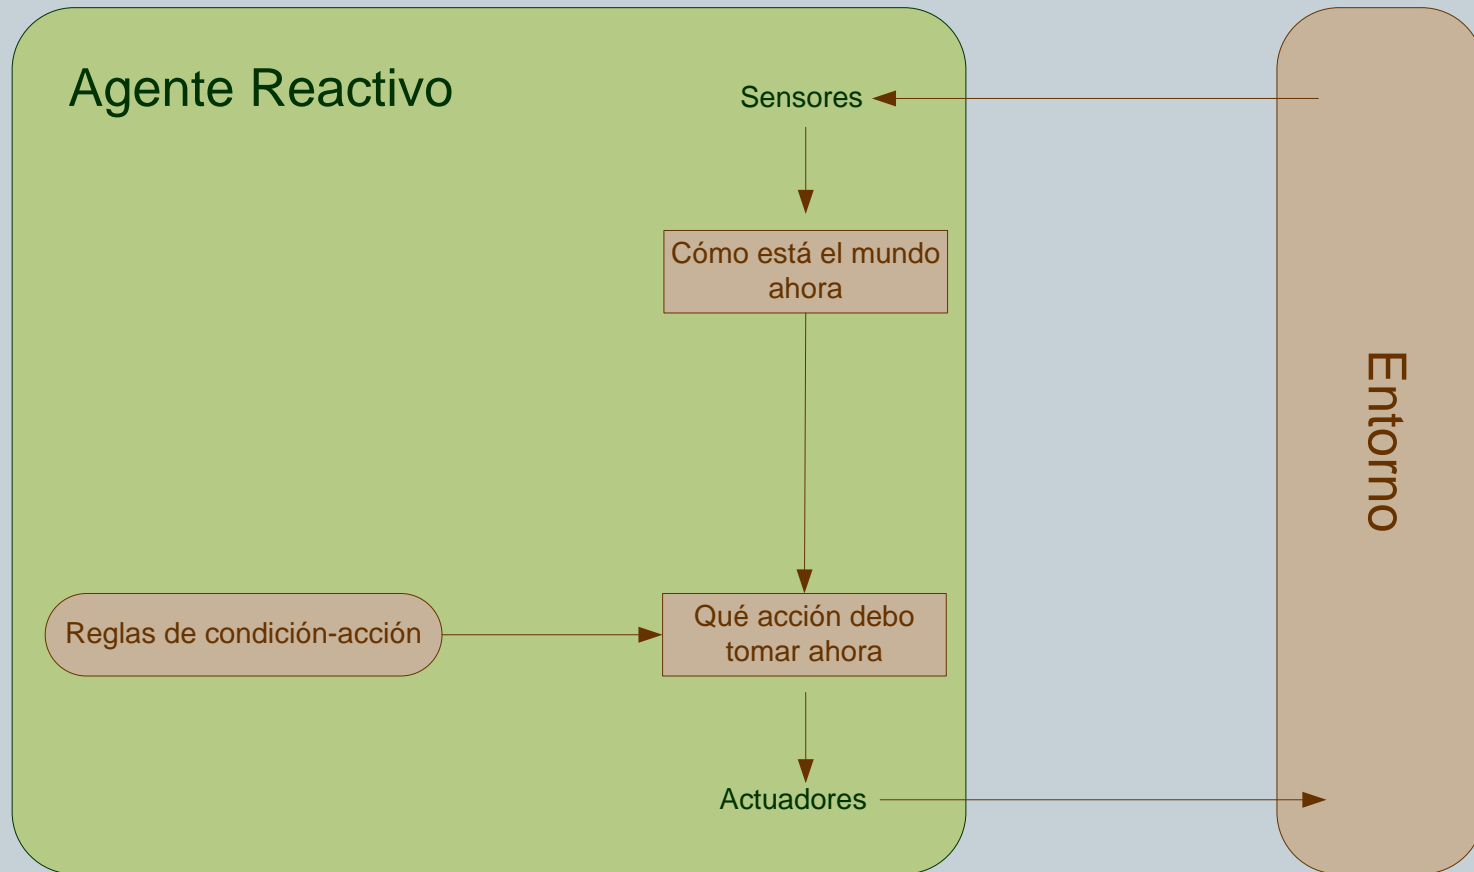 Agente Reactivo
Sensores
Cómo está el mundo
ahora
Entorno
Reglas de condición-acción
Qué acción debo
tomar ahora
Actuadores